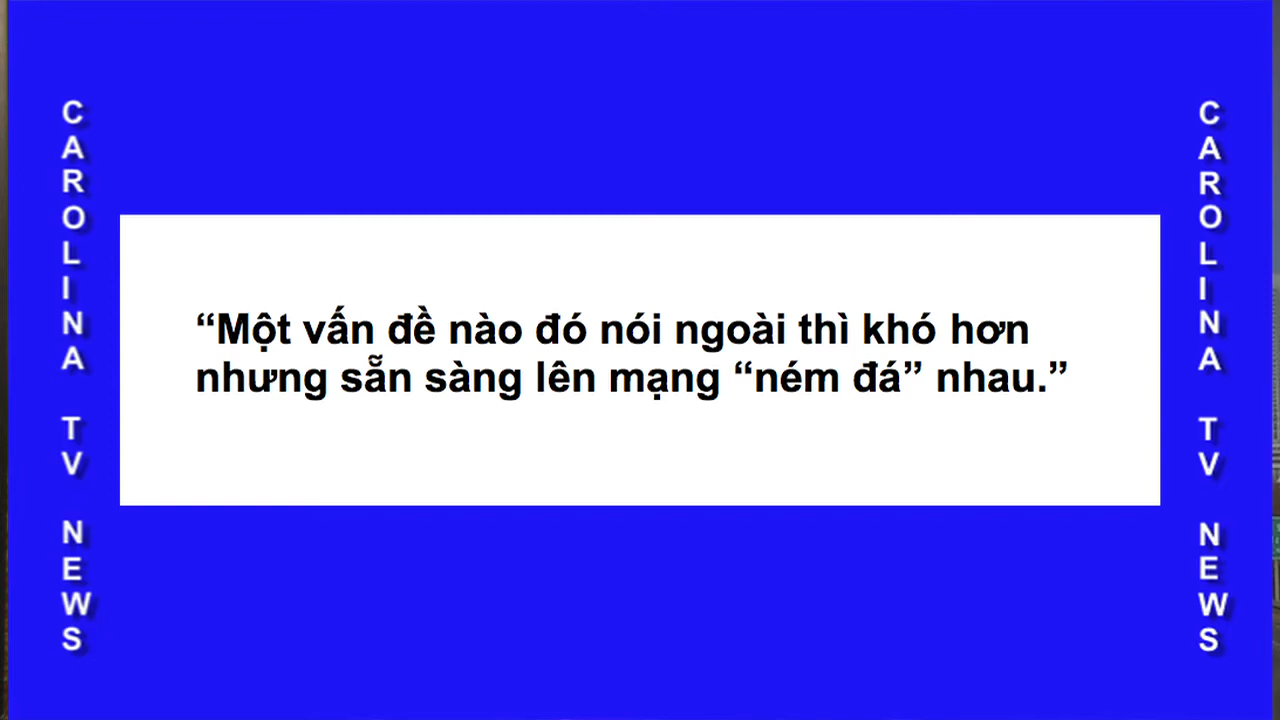 CAROLINA TV NEWS
“Một vấn đề nào đó nói ngoài thì khó hơn
nhưng sẵn sàng lên mạng “ném đá” nhau.”
CAROLINA TV NEWS